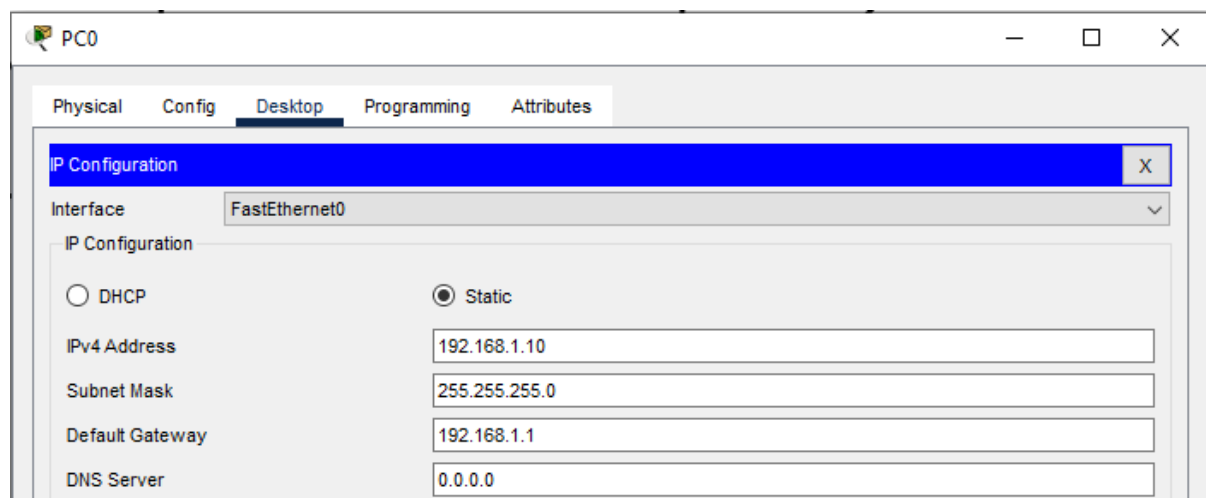 PC0
Physical Config Desktop Programming Attributes
IP Configuration X
Interface FastEthernet0
IP Configuration
DHCP Static
IPv4 Address 192.168.1.10
Subnet Mask 255.255.255.0
Default Gateway 192.168.1.1
DNS Server 0.0.0.0